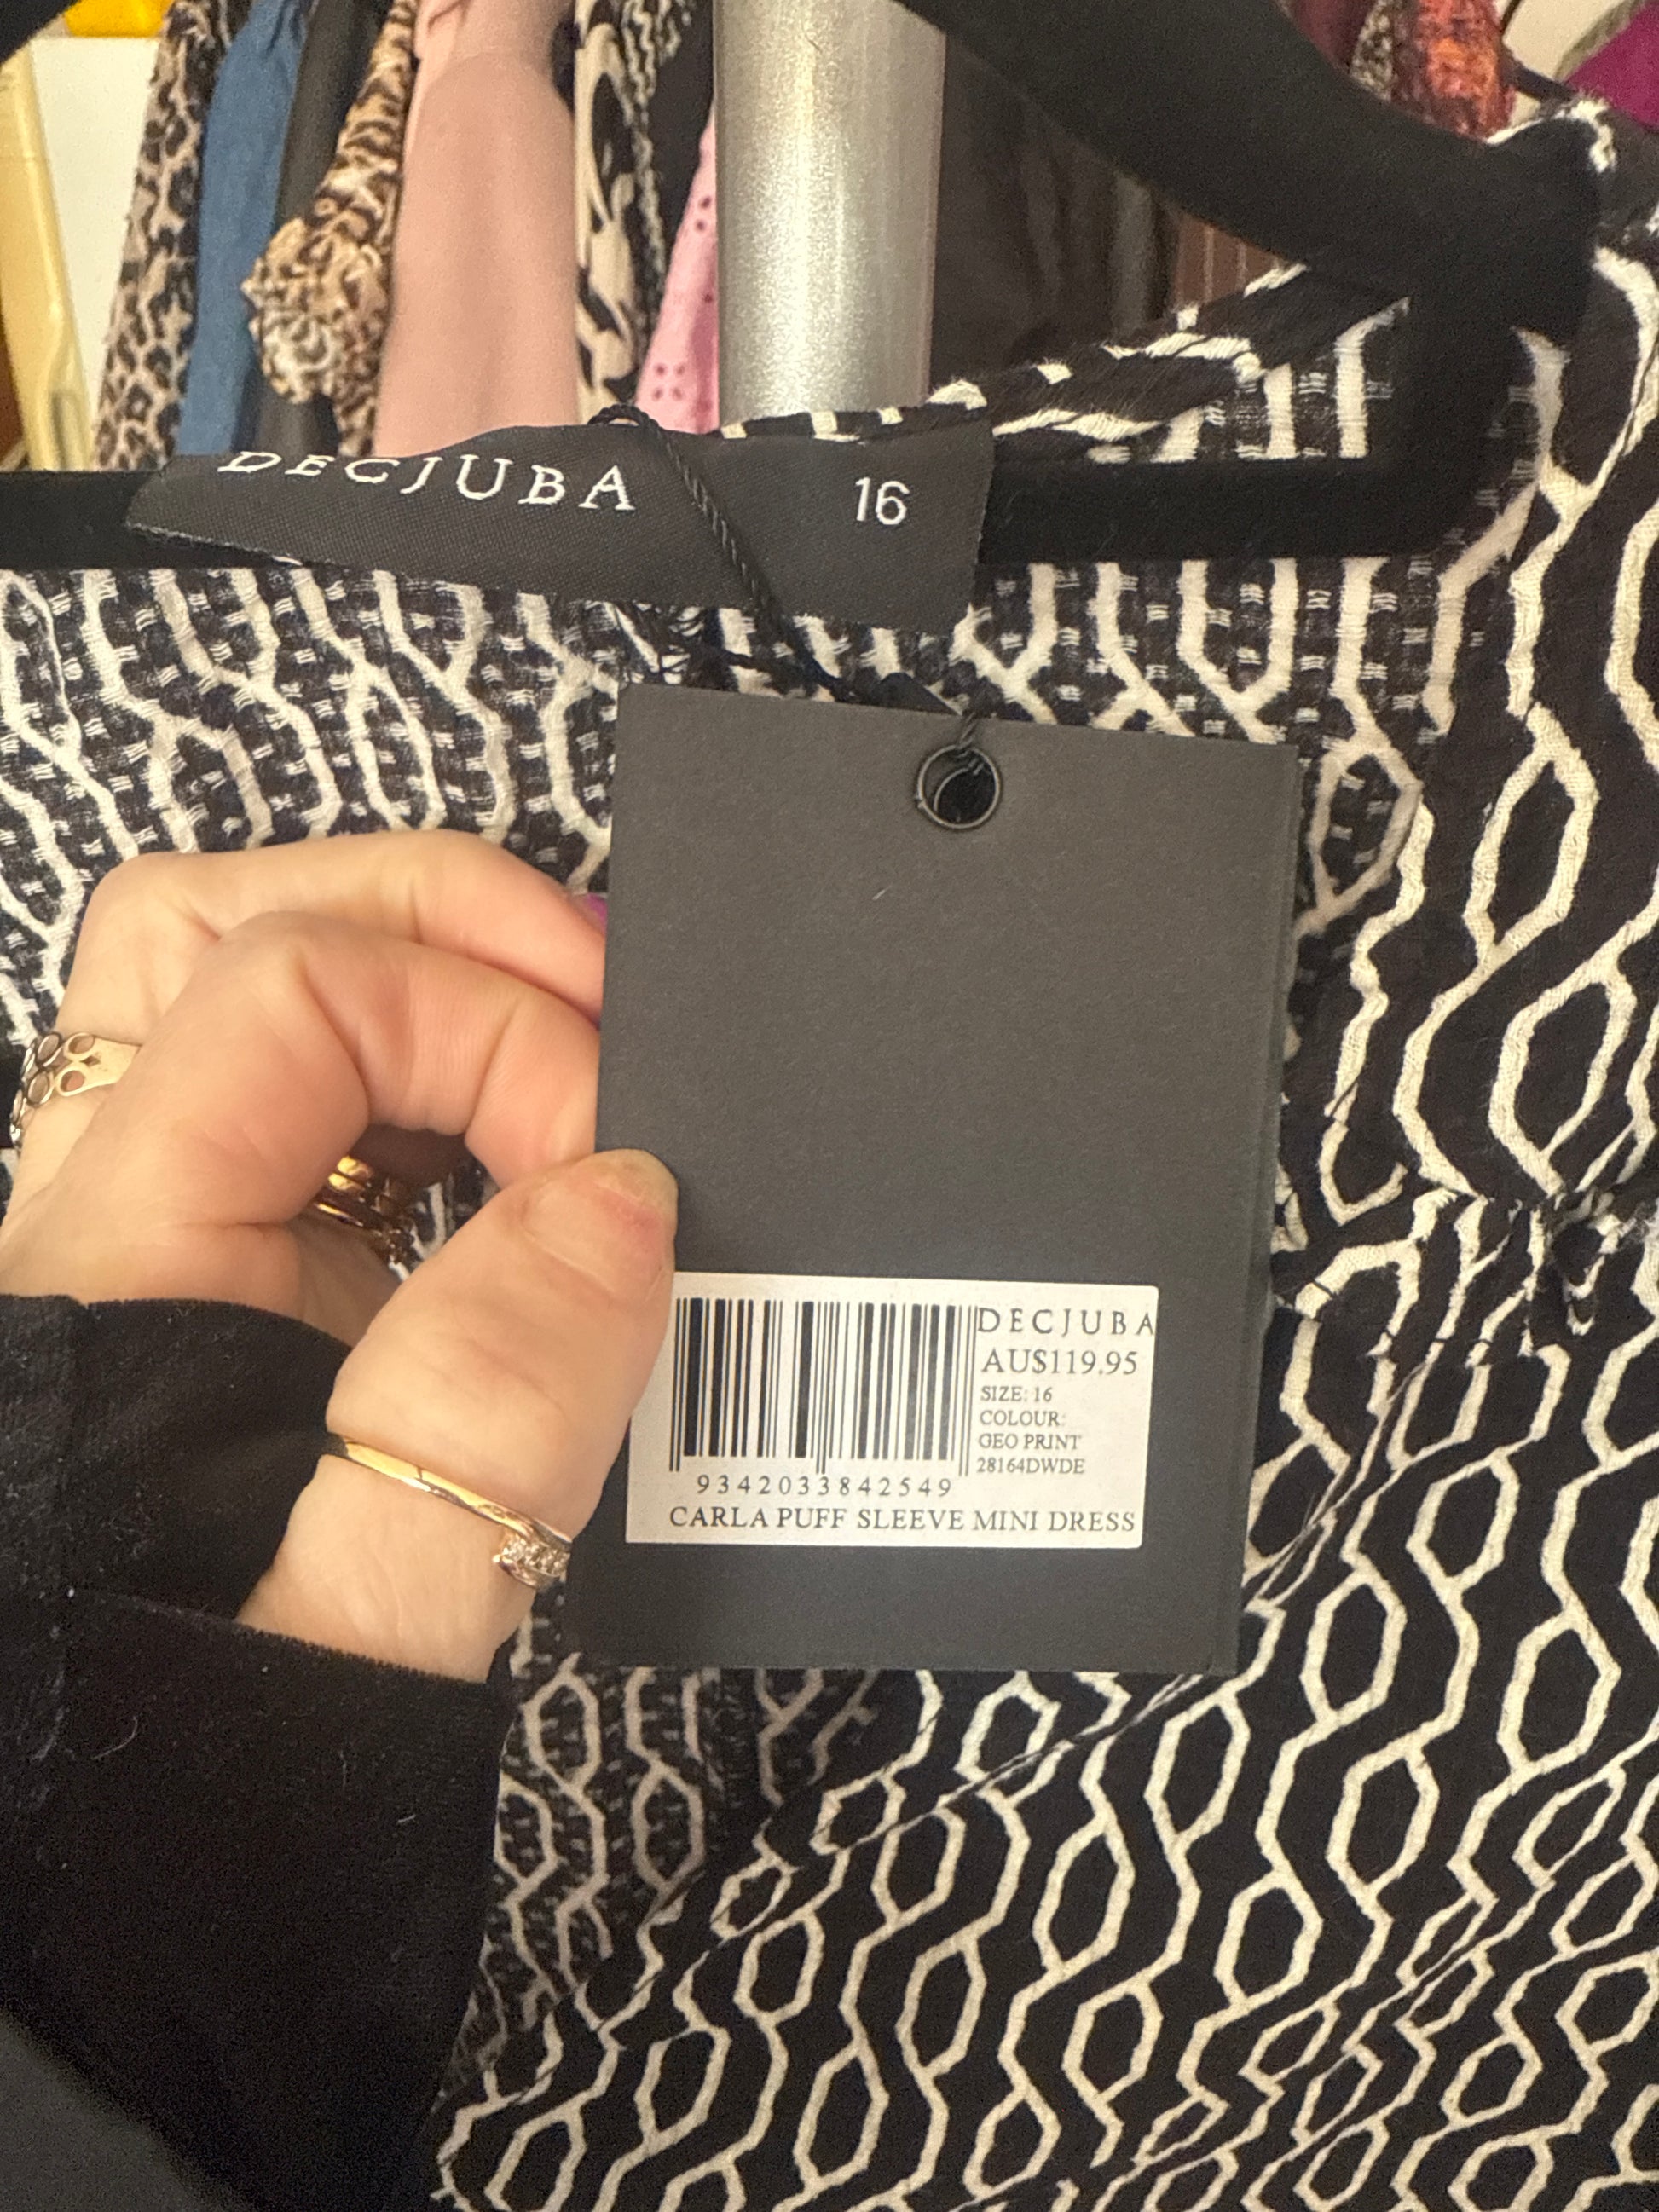 DECJUBA 16
DECJUBA
AU$119.95
SIZE: 16
COLOUR:
GEO PRINT
28164DWDE
9342033842549
CARLA PUFF SLEEVE MINI DRESS